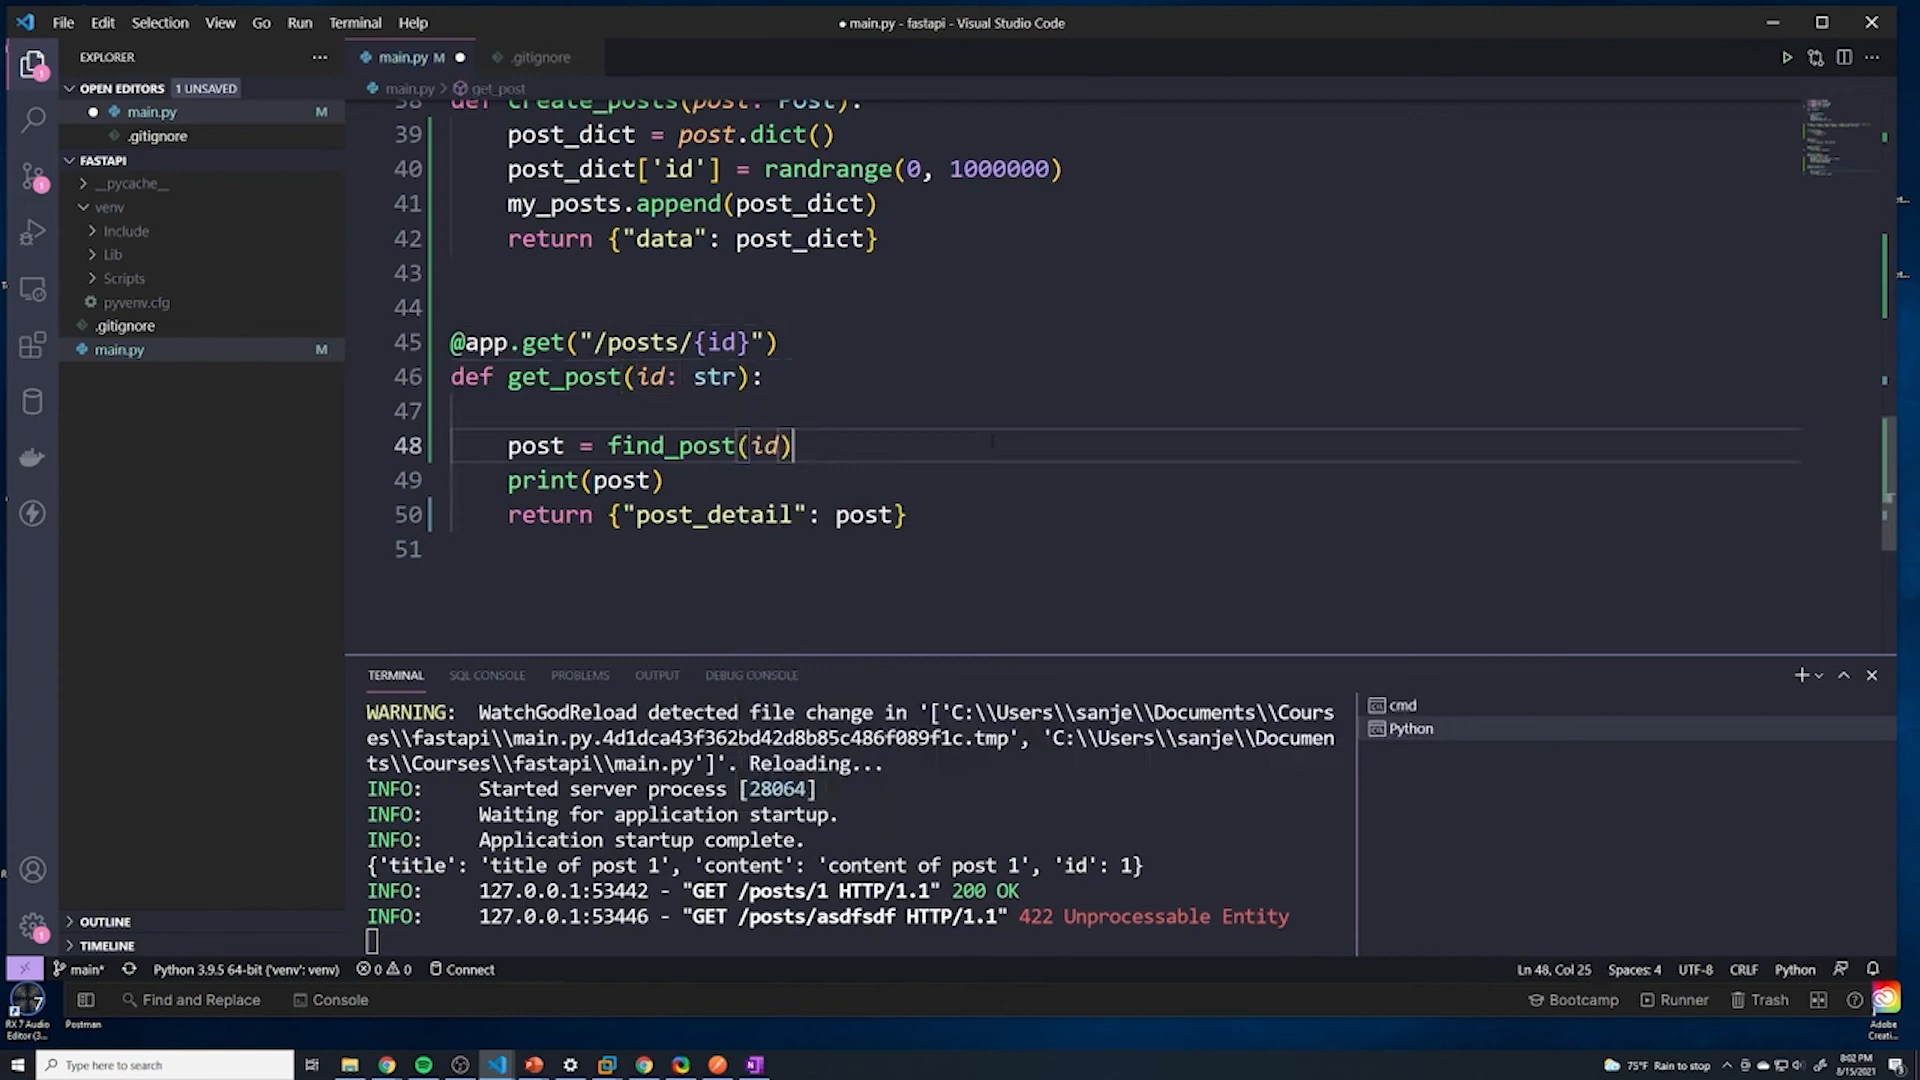 File Edit Selection View Go Run Terminal Help
● main.py - fastapi - Visual Studio Code
EXPLORER
main.py M
.gitignore
OPEN EDITORS 1 UNSAVED
main.py > get_post
main.py M
.gitignore
FASTAPI
__pycache__
venv
Include
Lib
Scripts
pyvenv.cfg
.gitignore
main.py M
38 def create_posts(post: Post):
39 post_dict = post.dict()
40 post_dict['id'] = randrange(0, 1000000)
41 my_posts.append(post_dict)
42 return {"data": post_dict}
43
44
45 @app.get("/posts/{id}")
46 def get_post(id: str):
47
48 post = find_post(id)
49 print(post)
50 return {"post_detail": post}
51
TERMINAL SQL CONSOLE PROBLEMS OUTPUT DEBUG CONSOLE
WARNING: WatchGodReload detected file change in '['C:\\Users\\sanje\\Documents\\Cours
es\\fastapi\\main.py.4d1dca43f362bd42d8b85c486f089f1c.tmp', 'C:\\Users\\sanje\\Documen
ts\\Courses\\fastapi\\main.py']'. Reloading...
INFO: Started server process [28064]
INFO: Waiting for application startup.
INFO: Application startup complete.
{'title': 'title of post 1', 'content': 'content of post 1', 'id': 1}
INFO: 127.0.0.1:53442 - "GET /posts/1 HTTP/1.1" 200 OK
INFO: 127.0.0.1:53446 - "GET /posts/asdfsdf HTTP/1.1" 422 Unprocessable Entity
cmd
Python
OUTLINE
TIMELINE
main* Python 3.9.5 64-bit ('venv': venv) 0 0 Connect
Ln 48, Col 25 Spaces: 4 UTF-8 CRLF Python
Find and Replace Console
Bootcamp Runner Trash
RX 7 Audio
Editor (3...
Postman
Adobe
Creati...
Type here to search
75°F Rain to stop
8:02 PM
8/15/2021